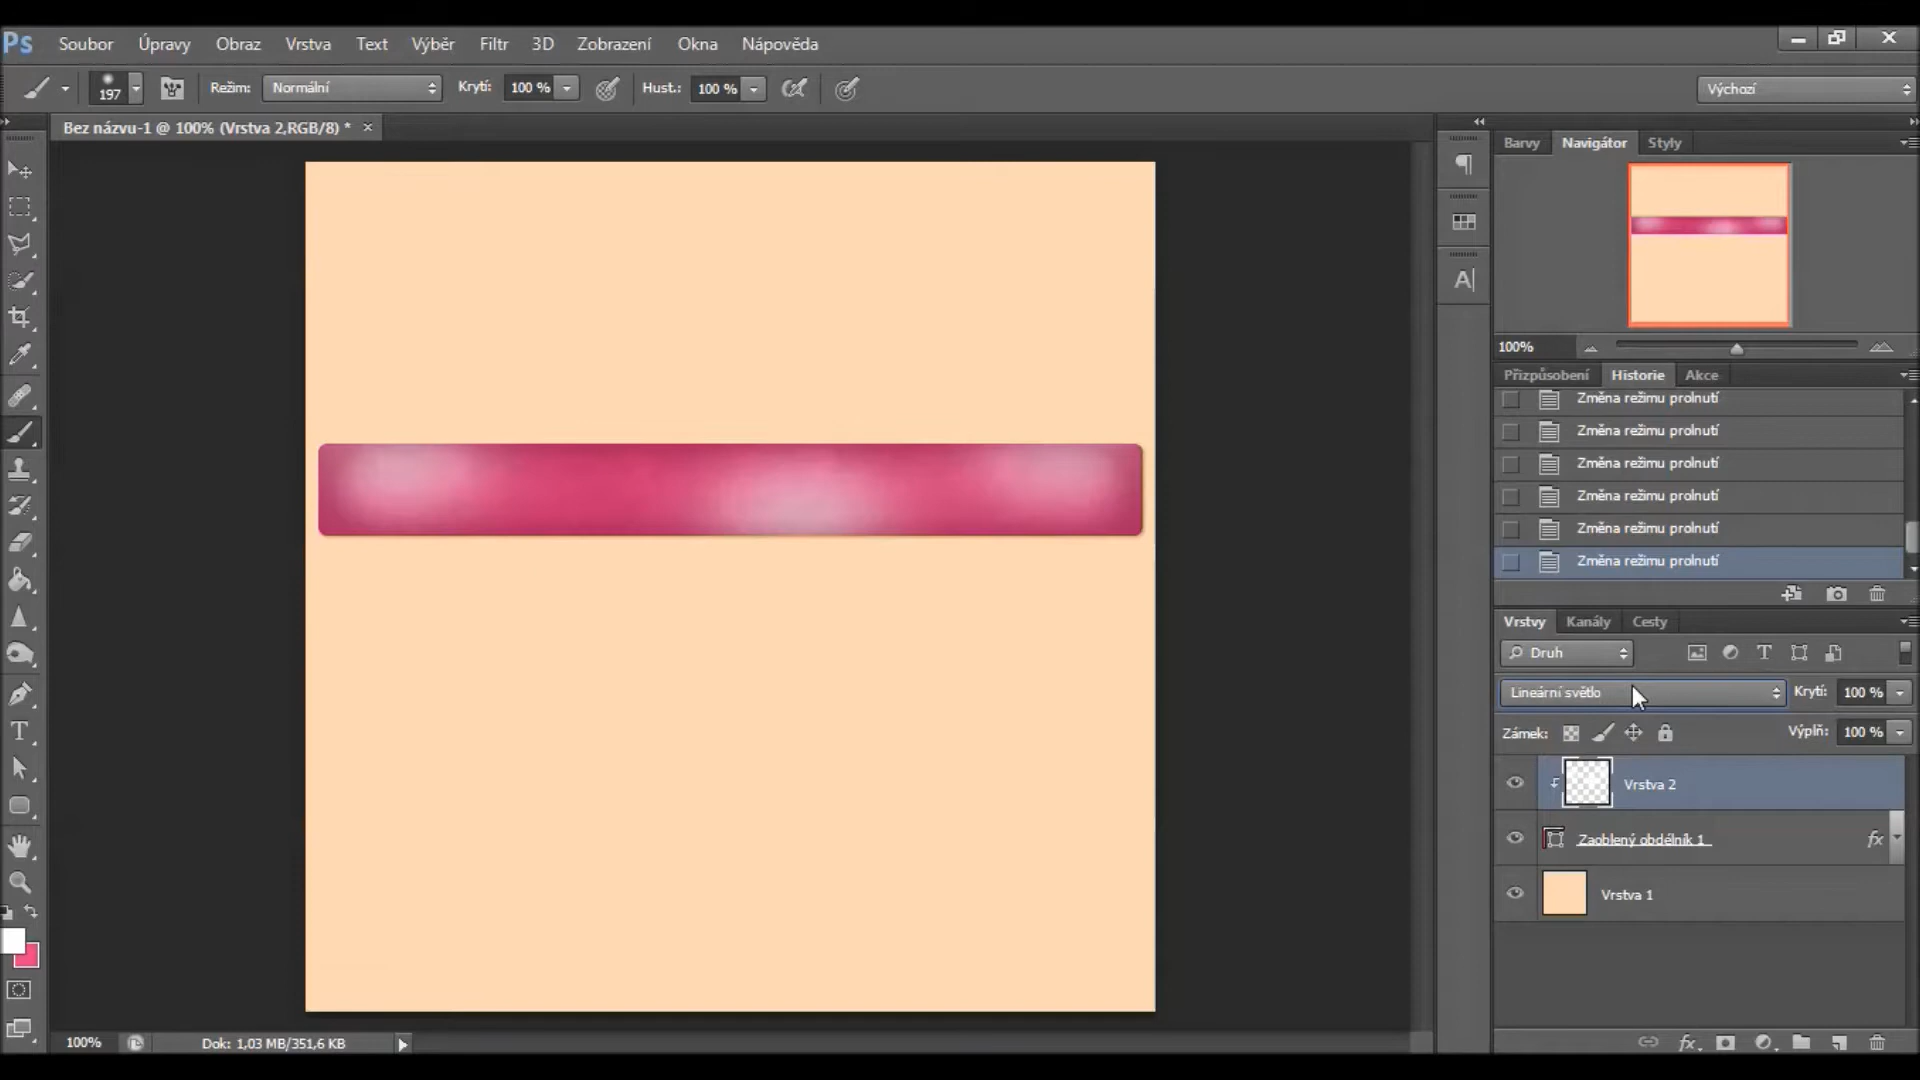 Ps Soubor Úpravy Obraz Vrstva Text Výběr Filtr 3D Zobrazení Okna Nápověda
197 Režim: Normální Krytí: 100 % Hust.: 100 % Výchozí
Bez názvu-1 @ 100% (Vrstva 2,RGB/8) * ×
Barvy Navigátor Styly
100%
Přizpůsobení Historie Akce
Změna režimu prolnutí
Změna režimu prolnutí
Změna režimu prolnutí
Změna režimu prolnutí
Změna režimu prolnutí
Změna režimu prolnutí
Vrstvy Kanály Cesty
Druh
Lineární světlo Krytí: 100 %
Zámek: Výplň: 100 %
Vrstva 2
Zaoblený obdélník 1 fx
Vrstva 1
100% Dok: 1,03 MB/351,6 KB fx